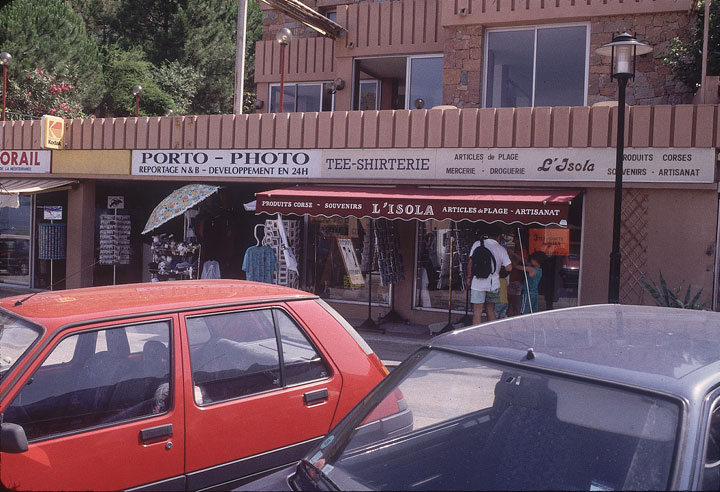 Kodak
ORAIL
PORTO - PHOTO
REPORTAGE N & B - DEVELOPPEMENT EN 24H
TEE-SHIRTERIE
ARTICLES de PLAGE
MERCERIE - DROGUERIE
L'Isola
PRODUITS CORSES
SOUVENIRS - ARTISANAT
PRODUITS CORSE - SOUVENIRS
L'ISOLA
ARTICLES de PLAGE - ARTISANAT